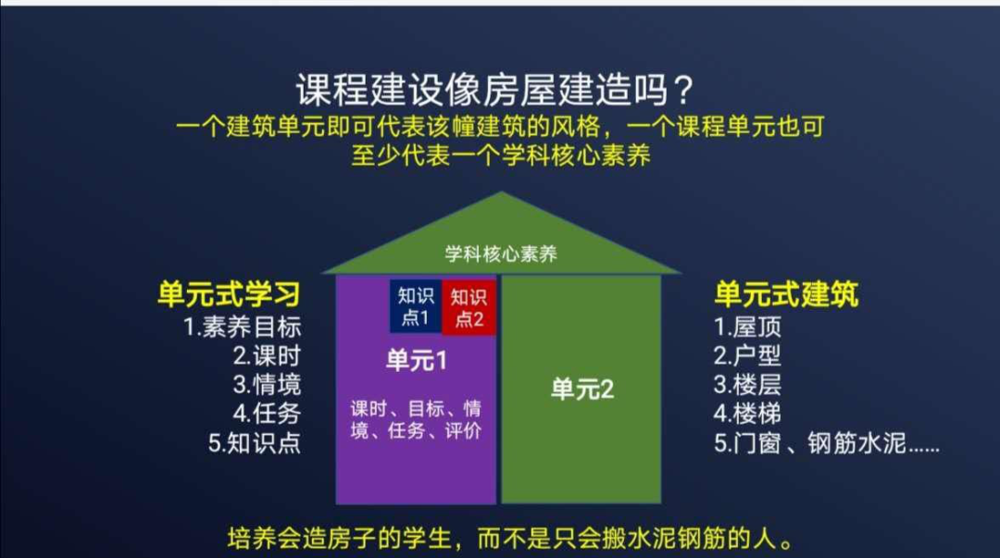 课程建设像房屋建造吗？
一个建筑单元即可代表该幢建筑的风格，一个课程单元也可
至少代表一个学科核心素养
学科核心素养
单元式学习
1.素养目标
2.课时
3.情境
4.任务
5.知识点
知识
点1
知识
点2
单元1
课时、目标、情
境、任务、评价
单元2
单元式建筑
1.屋顶
2.户型
3.楼层
4.楼梯
5.门窗、钢筋水泥……
培养会造房子的学生，而不是只会搬水泥钢筋的人。